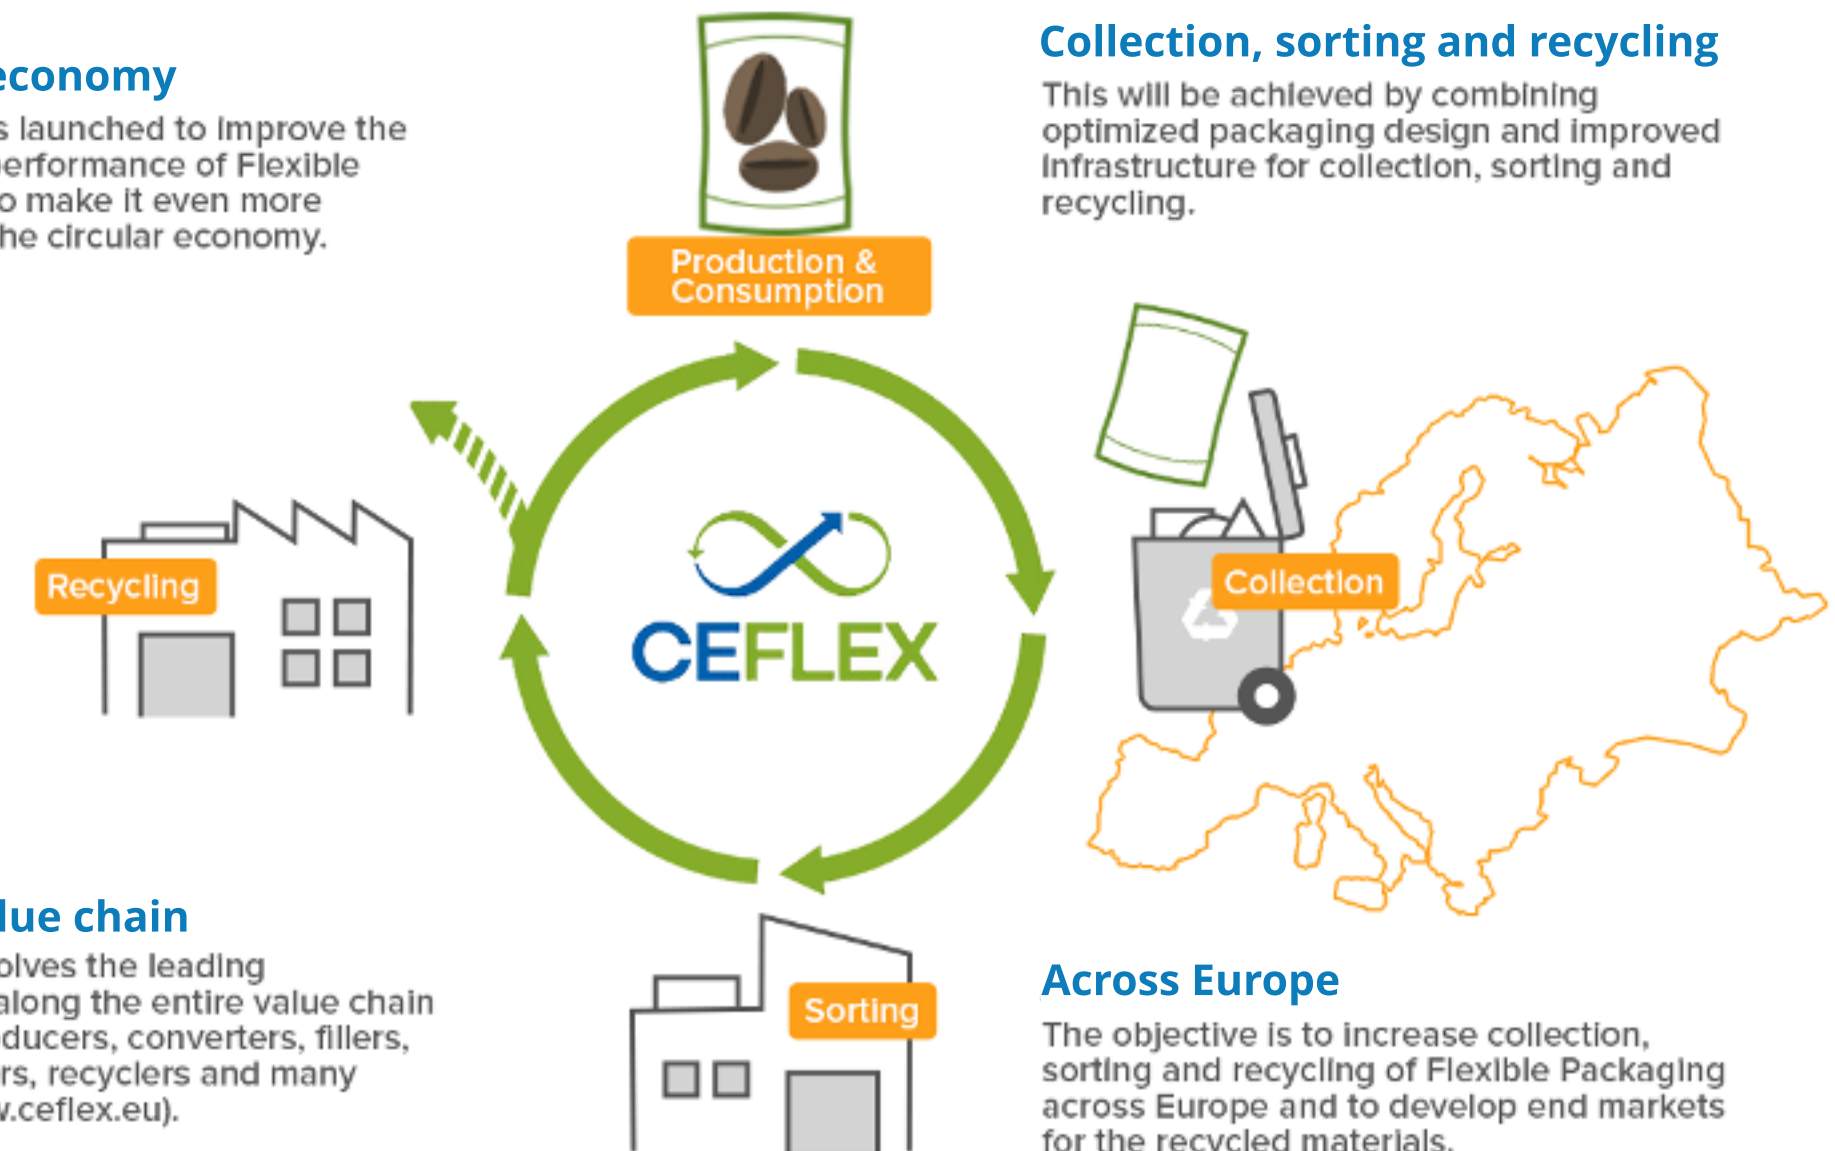 economy
s launched to improve the
performance of Flexible
o make it even more
he circular economy.
Production &
Consumption
Collection, sorting and recycling
This will be achieved by combining
optimized packaging design and improved
infrastructure for collection, sorting and
recycling.
Recycling
CEFLEX
Collection
lue chain
olves the leading
along the entire value chain
ducers, converters, fillers,
rs, recyclers and many
w.ceflex.eu).
Sorting
Across Europe
The objective is to increase collection,
sorting and recycling of Flexible Packaging
across Europe and to develop end markets
for the recycled materials.